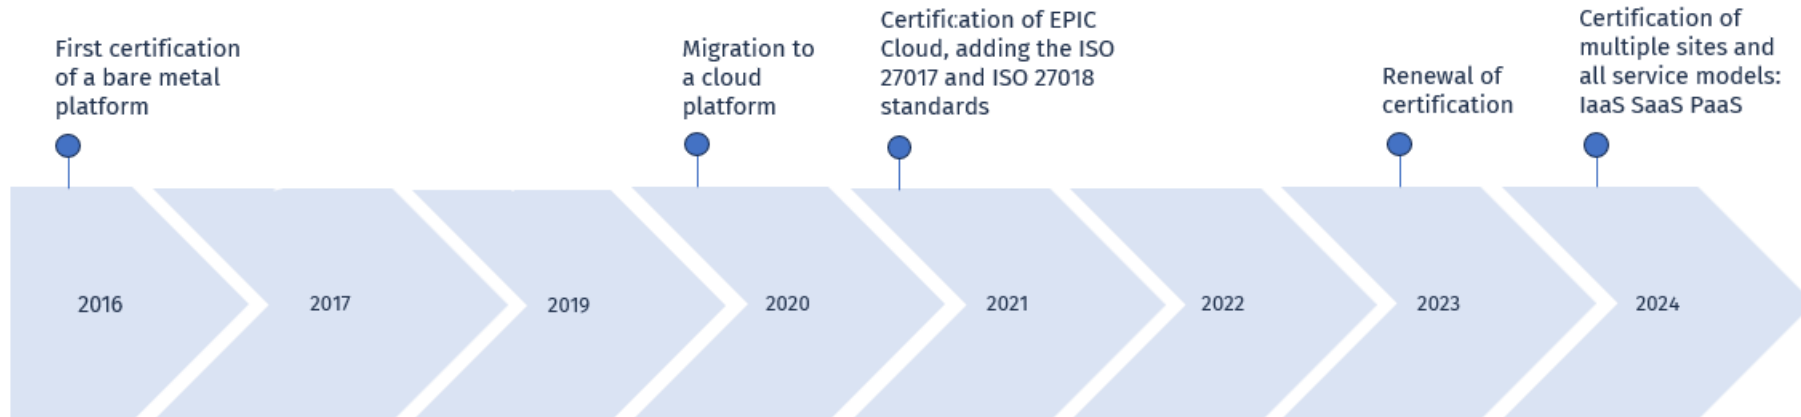 First certification
of a bare metal
platform
Migration to
a cloud
platform
Certification of EPIC
Cloud, adding the ISO
27017 and ISO 27018
standards
Renewal of
certification
Certification of
multiple sites and
all service models:
IaaS SaaS PaaS
2016
2017
2019
2020
2021
2022
2023
2024